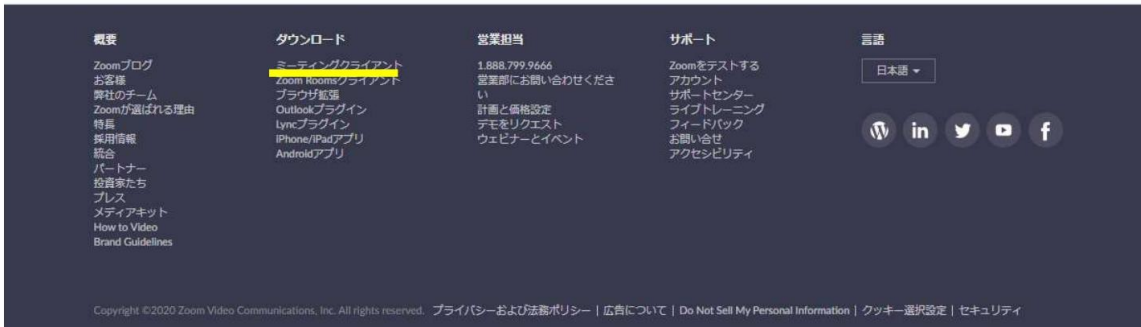 概要
Zoomブログ
お客様
弊社のチーム
Zoomが選ばれる理由
特長
採用情報
統合
パートナー
投資家たち
プレス
メディアキット
How to Video
Brand Guidelines
ダウンロード
ミーティングクライアント
Zoom Roomsクライアント
ブラウザ拡張
Outlookプラグイン
Lyncプラグイン
iPhone/iPadアプリ
Androidアプリ
営業担当
1.888.799.9666
営業部にお問い合わせくださ
い
計画と価格設定
デモをリクエスト
ウェビナーとイベント
サポート
Zoomをテストする
アカウント
サポートセンター
ライブトレーニング
フィードバック
お問い合せ
アクセシビリティ
言語
日本語
Copyright ©2020 Zoom Video Communications, Inc. All rights reserved. プライバシーおよび法務ポリシー | 広告について | Do Not Sell My Personal Information | クッキー選択設定 | セキュリティ